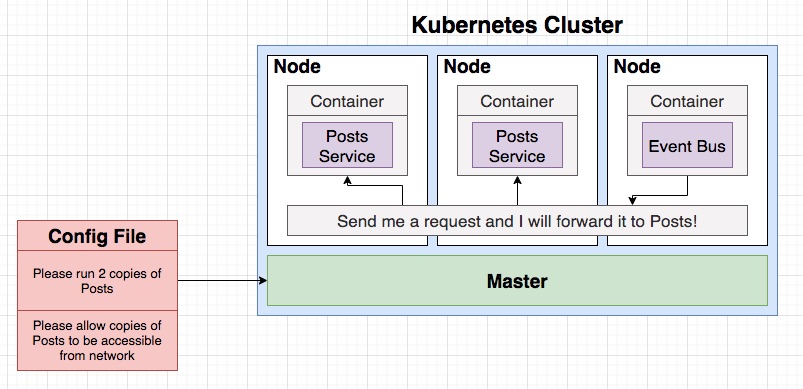 Kubernetes Cluster
Node
Node
Node
Container
Container
Container
Posts
Service
Posts
Service
Event Bus
Send me a request and I will forward it to Posts!
Config File
Please run 2 copies of
Posts
Please allow copies of
Posts to be accessible
from network
Master